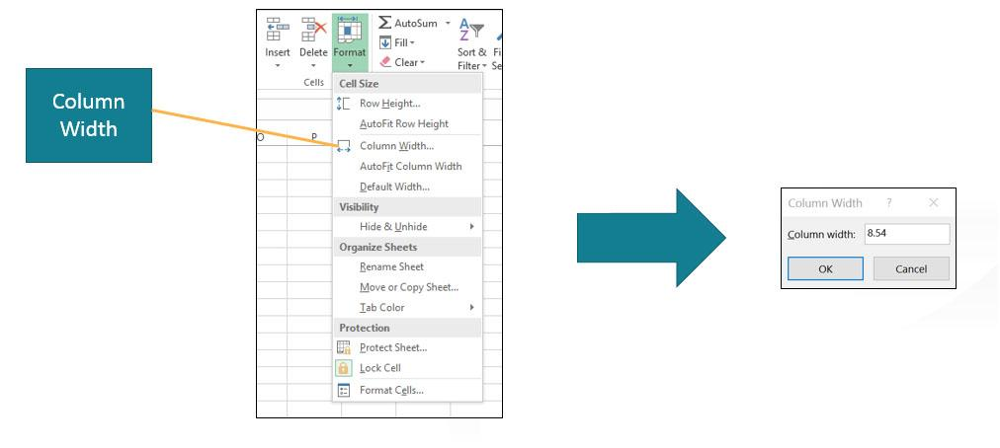 Column
Width
Insert
Delete
Format
AutoSum
Fill
Clear
Sort &
Filter
Cells
O
P
Cell Size
Row Height...
AutoFit Row Height
Column Width...
AutoFit Column Width
Default Width...
Visibility
Hide & Unhide
Organize Sheets
Rename Sheet
Move or Copy Sheet...
Tab Color
Protection
Protect Sheet...
Lock Cell
Format Cells...
Column Width ?
Column width: 8.54
OK Cancel